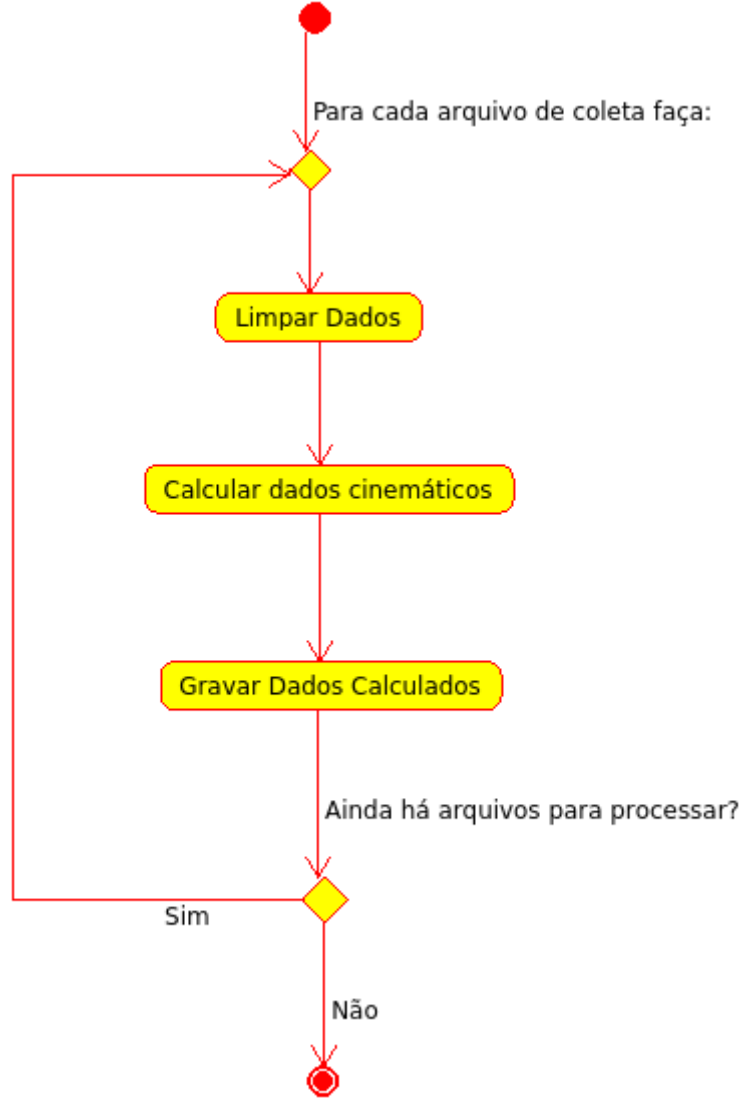 Para cada arquivo de coleta faça:
Limpar Dados
Calcular dados cinemáticos
Gravar Dados Calculados
Ainda há arquivos para processar?
Sim
Não